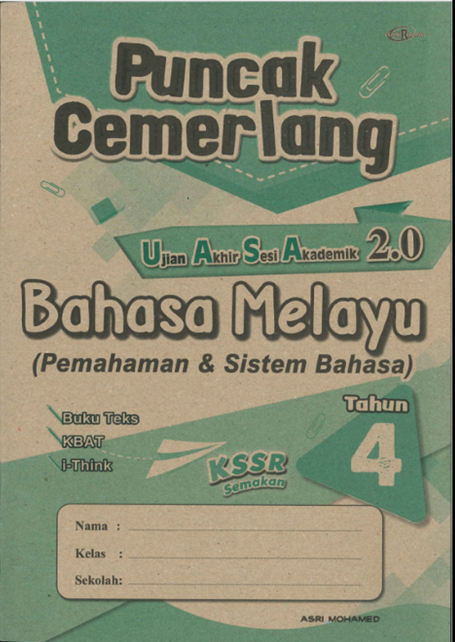 Puncak
Cemerlang
Ujian Akhir Sesi Akademik 2.0
Bahasa Melayu
(Pemahaman & Sistem Bahasa)
Buku Teks
KBAT
i-Think
KSSR
Semakan
Tahun
4
Nama :
Kelas :
Sekolah:
ASRI MOHAMED